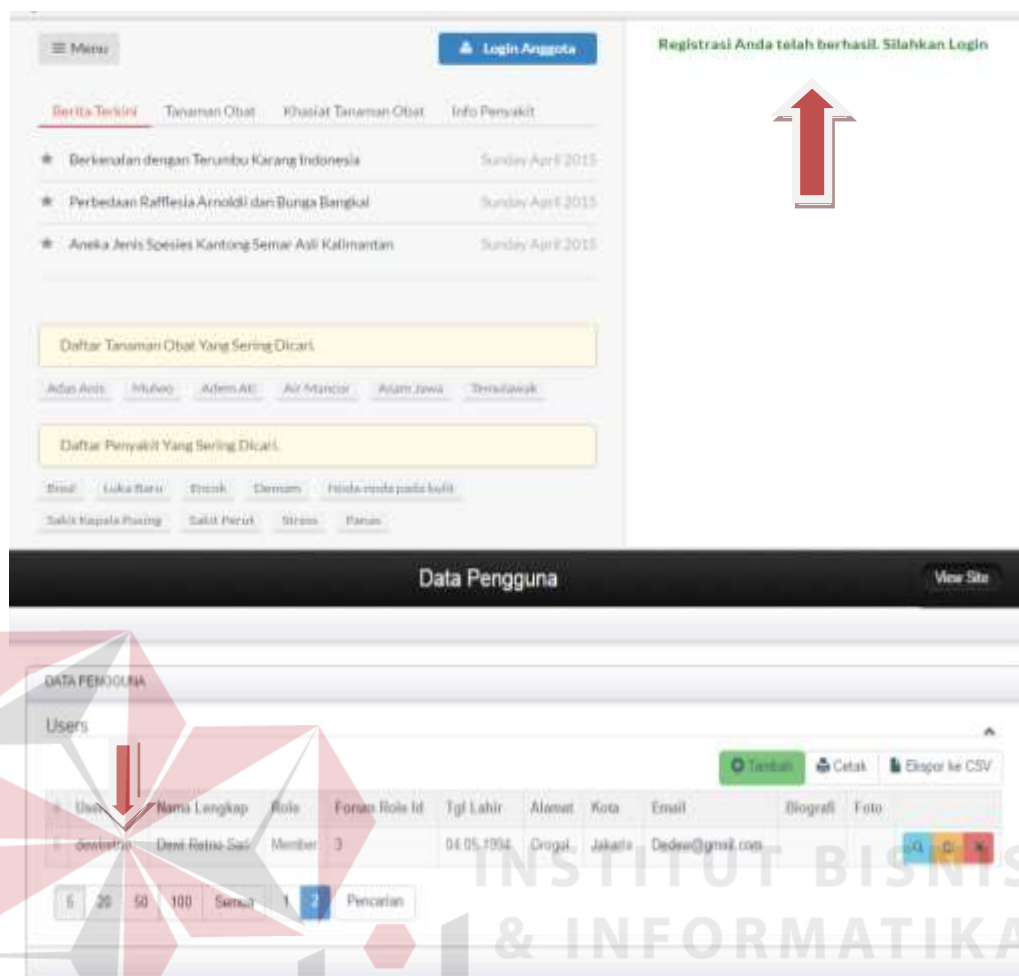 Menu
Login Anggota
Registrasi Anda telah berhasil. Silahkan Login
Berita Terkini Tanaman Obat Khasiat Tanaman Obat Info Penyakit
Berkenalan dengan Terumbu Karang Indonesia Sunday April 2015
Perbedaan Rafflesia Arnoldii dan Bunga Bangkai Sunday April 2015
Aneka Jenis Spesies Kantong Semar Asli Kalimantan Sunday April 2015
Daftar Tanaman Obat Yang Sering Dicari.
Adas Anis Adem Ati Air Mancur Asam Jawa Temulawak
Daftar Penyakit Yang Sering Dicari.
Bisul Luka Baru Encok Demam pada kulit
Sakit Kepala Pusing Sakit Perut Stress Panas
Data Pengguna
View Site
DATA PENGGUNA
Users
Tambah Cetak Ekspor ke CSV
# Nama Lengkap Role Forum Role Id Tgl Lahir Alamat Kota Email Biografi Foto
Dewi Ratna Sari Member 3 04.05.1994 Grogol Jakarta Dedew@gmail.com
5 20 50 100 Semua 1 2 Pencarian
INSTITUT BISNIS
& INFORMATIKA